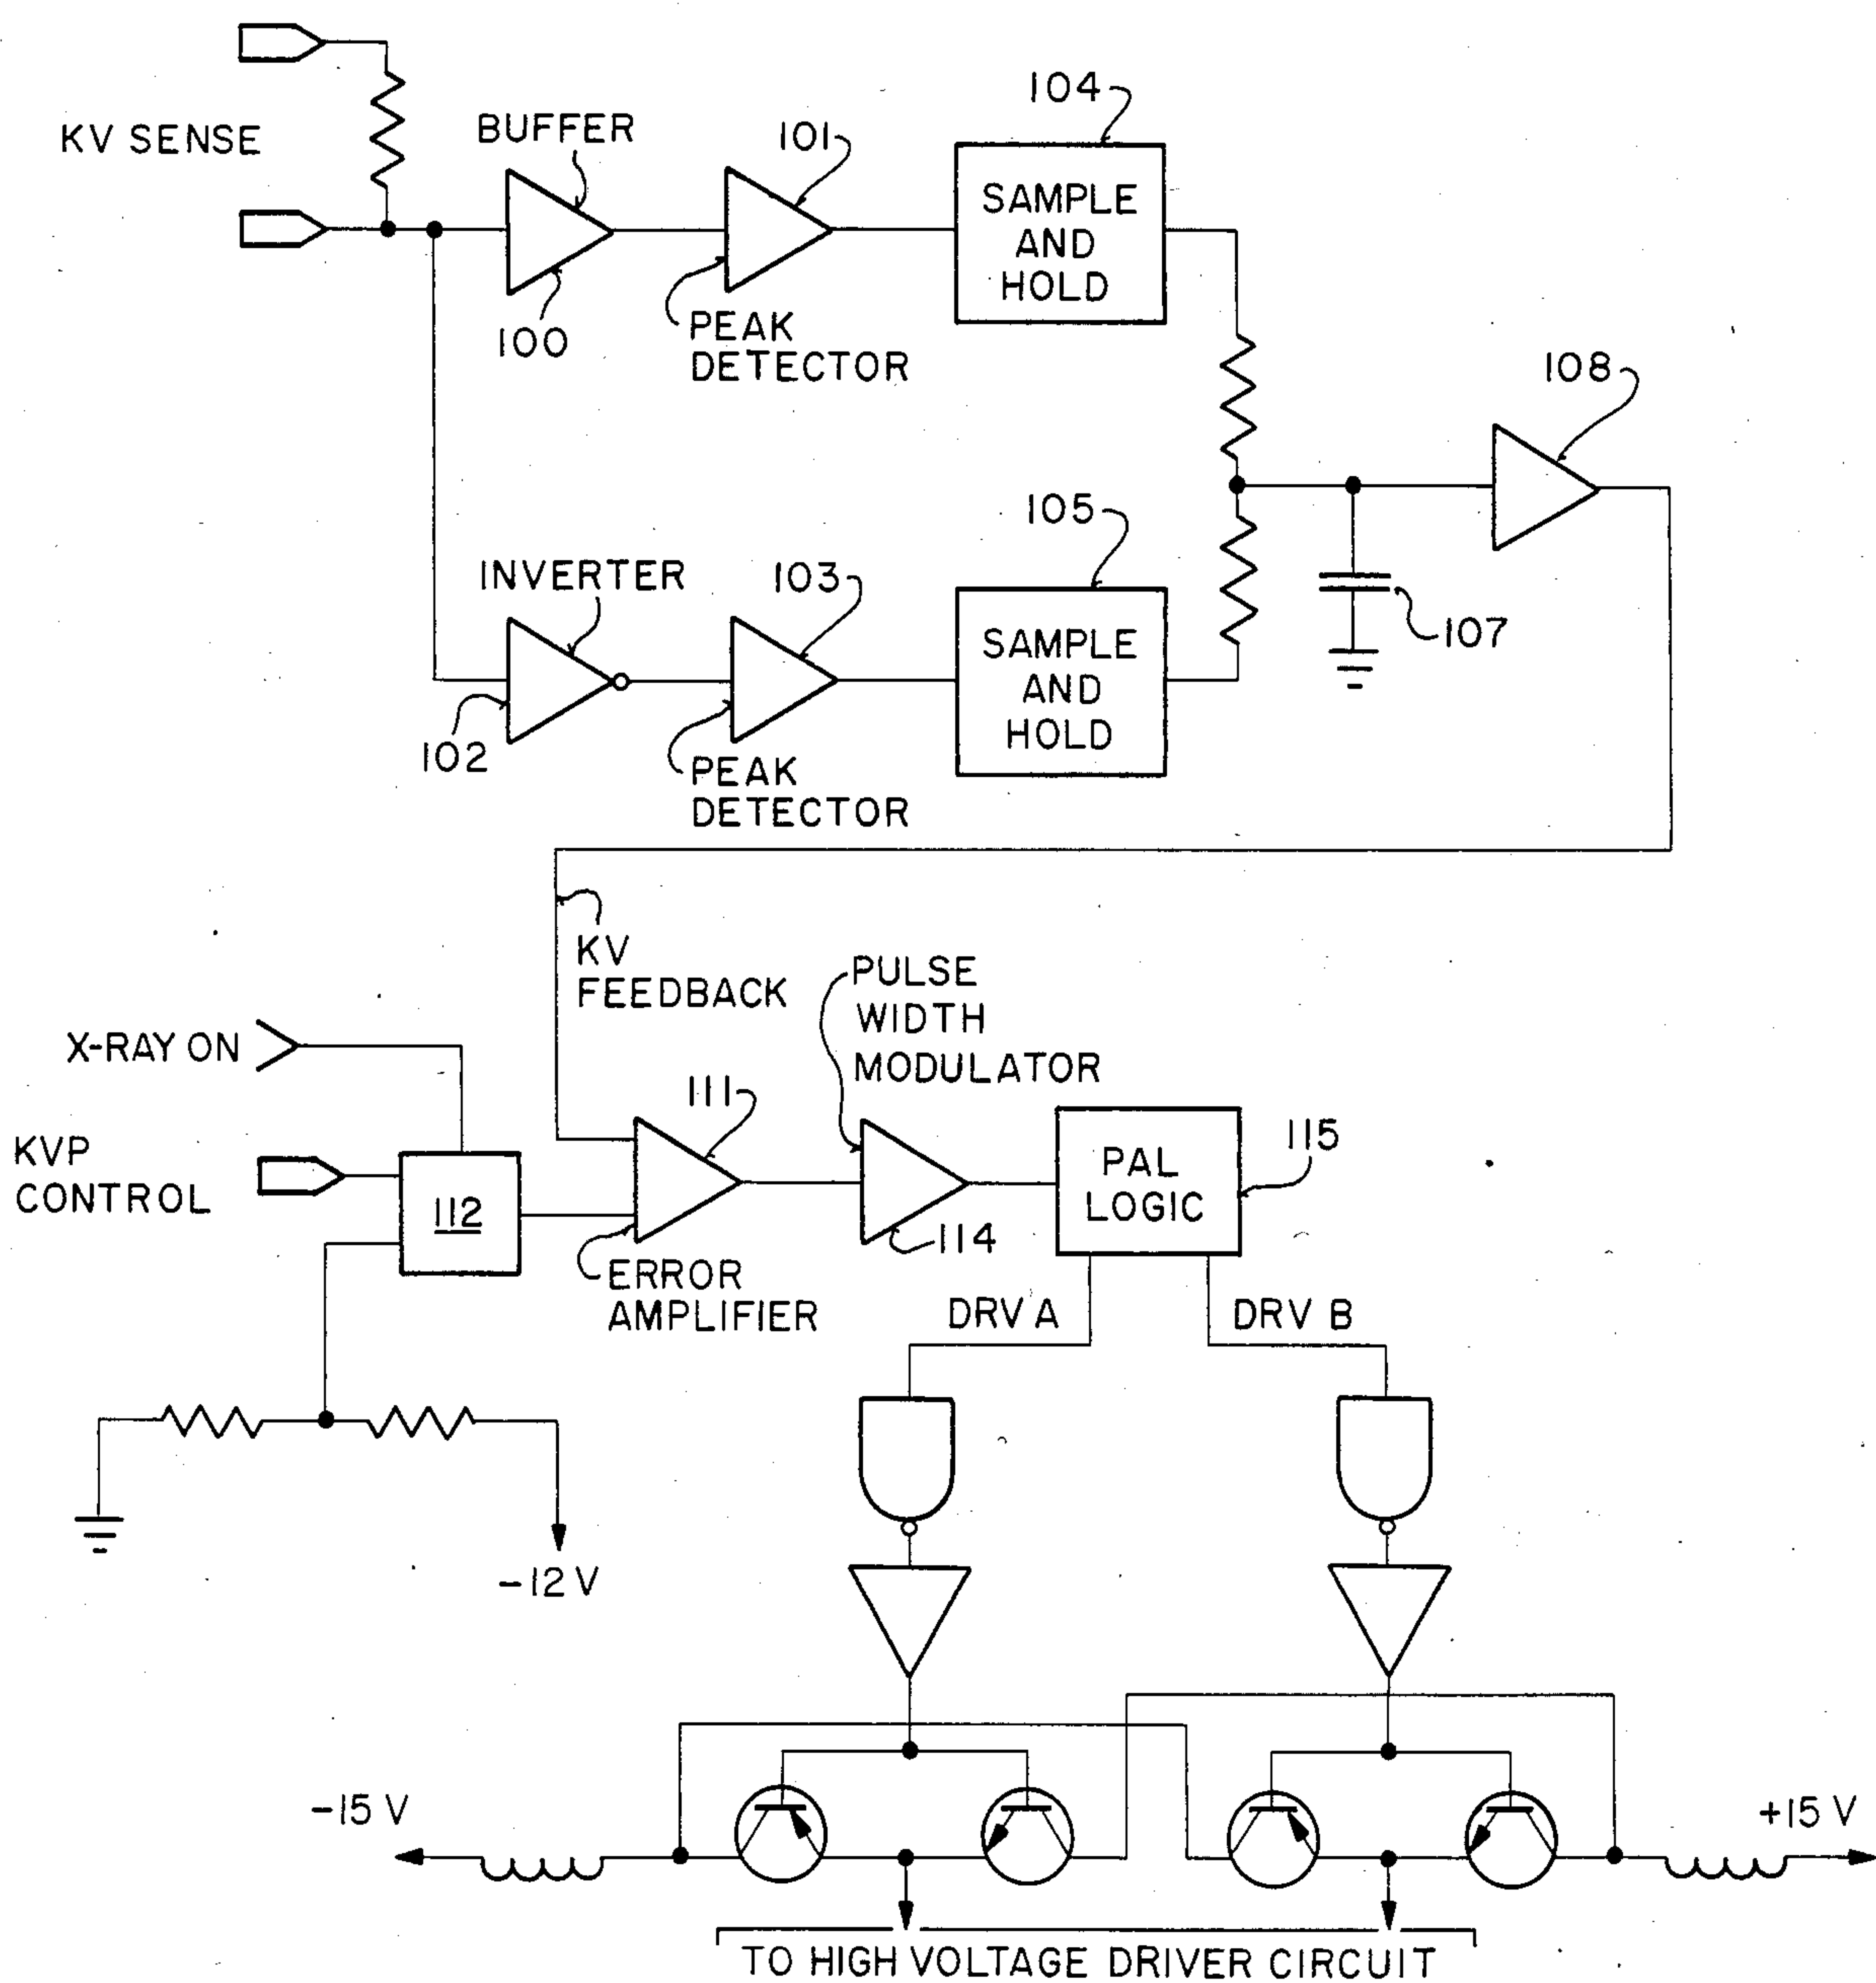 104
101
BUFFER
KV SENSE
SAMPLE
AND
HOLD
100
PEAK
DETECTOR
108
105
INVERTER
103
SAMPLE
AND
HOLD
107
102
PEAK
DETECTOR
KV
FEEDBACK
PULSE
WIDTH
MODULATOR
X-RAY ON
111
115
KVP
CONTROL
PAL
LOGIC
112
114
ERROR
AMPLIFIER
DRV A
DRV B
-12 V
-15 V
+15 V
TO HIGH VOLTAGE DRIVER CIRCUIT